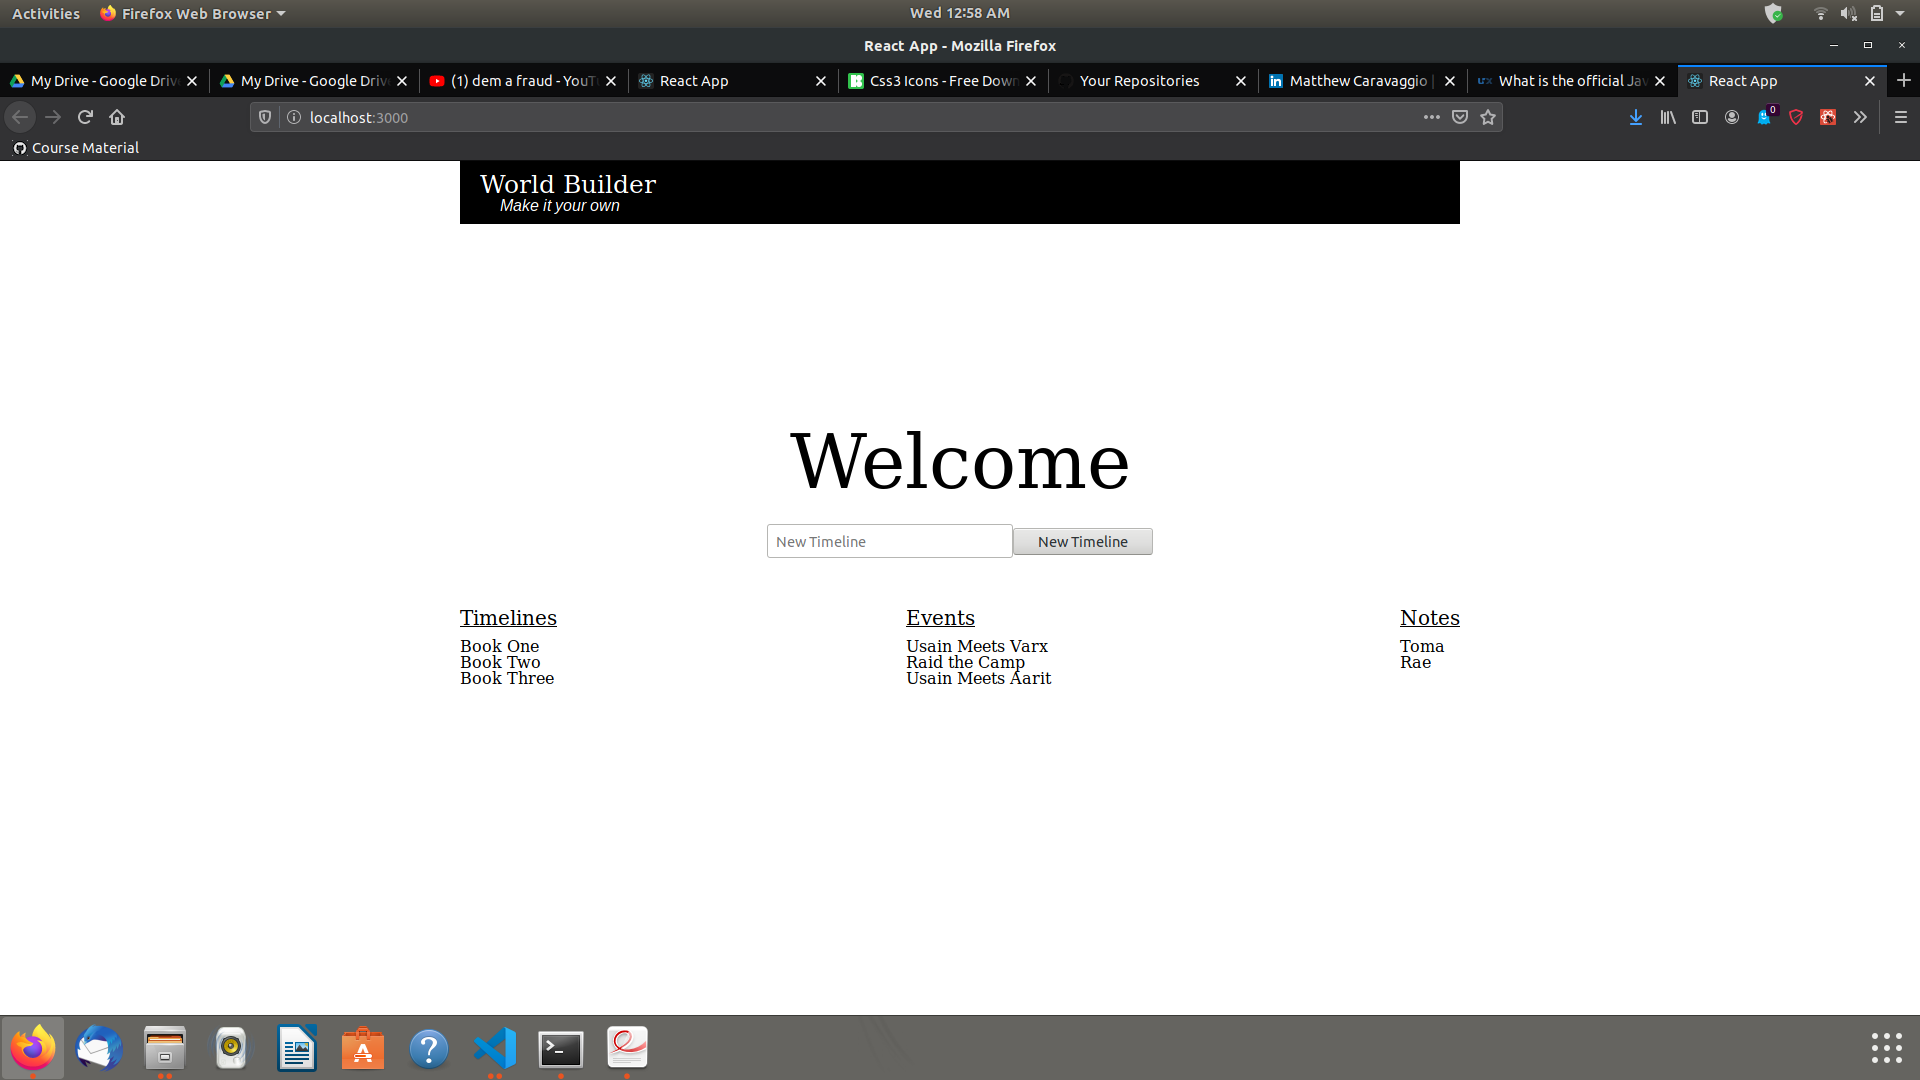 Activities Firefox Web Browser Wed 12:58 AM
React App - Mozilla Firefox
My Drive - Google Driv My Drive - Google Driv (1) dem a fraud - YouT React App Css3 Icons - Free Down Your Repositories Matthew Caravaggio | What is the official Jav React App
localhost:3000 0
Course Material
World Builder
Make it your own
Welcome
New Timeline New Timeline
Timelines
Book One
Book Two
Book Three
Events
Usain Meets Varx
Raid the Camp
Usain Meets Aarit
Notes
Toma
Rae